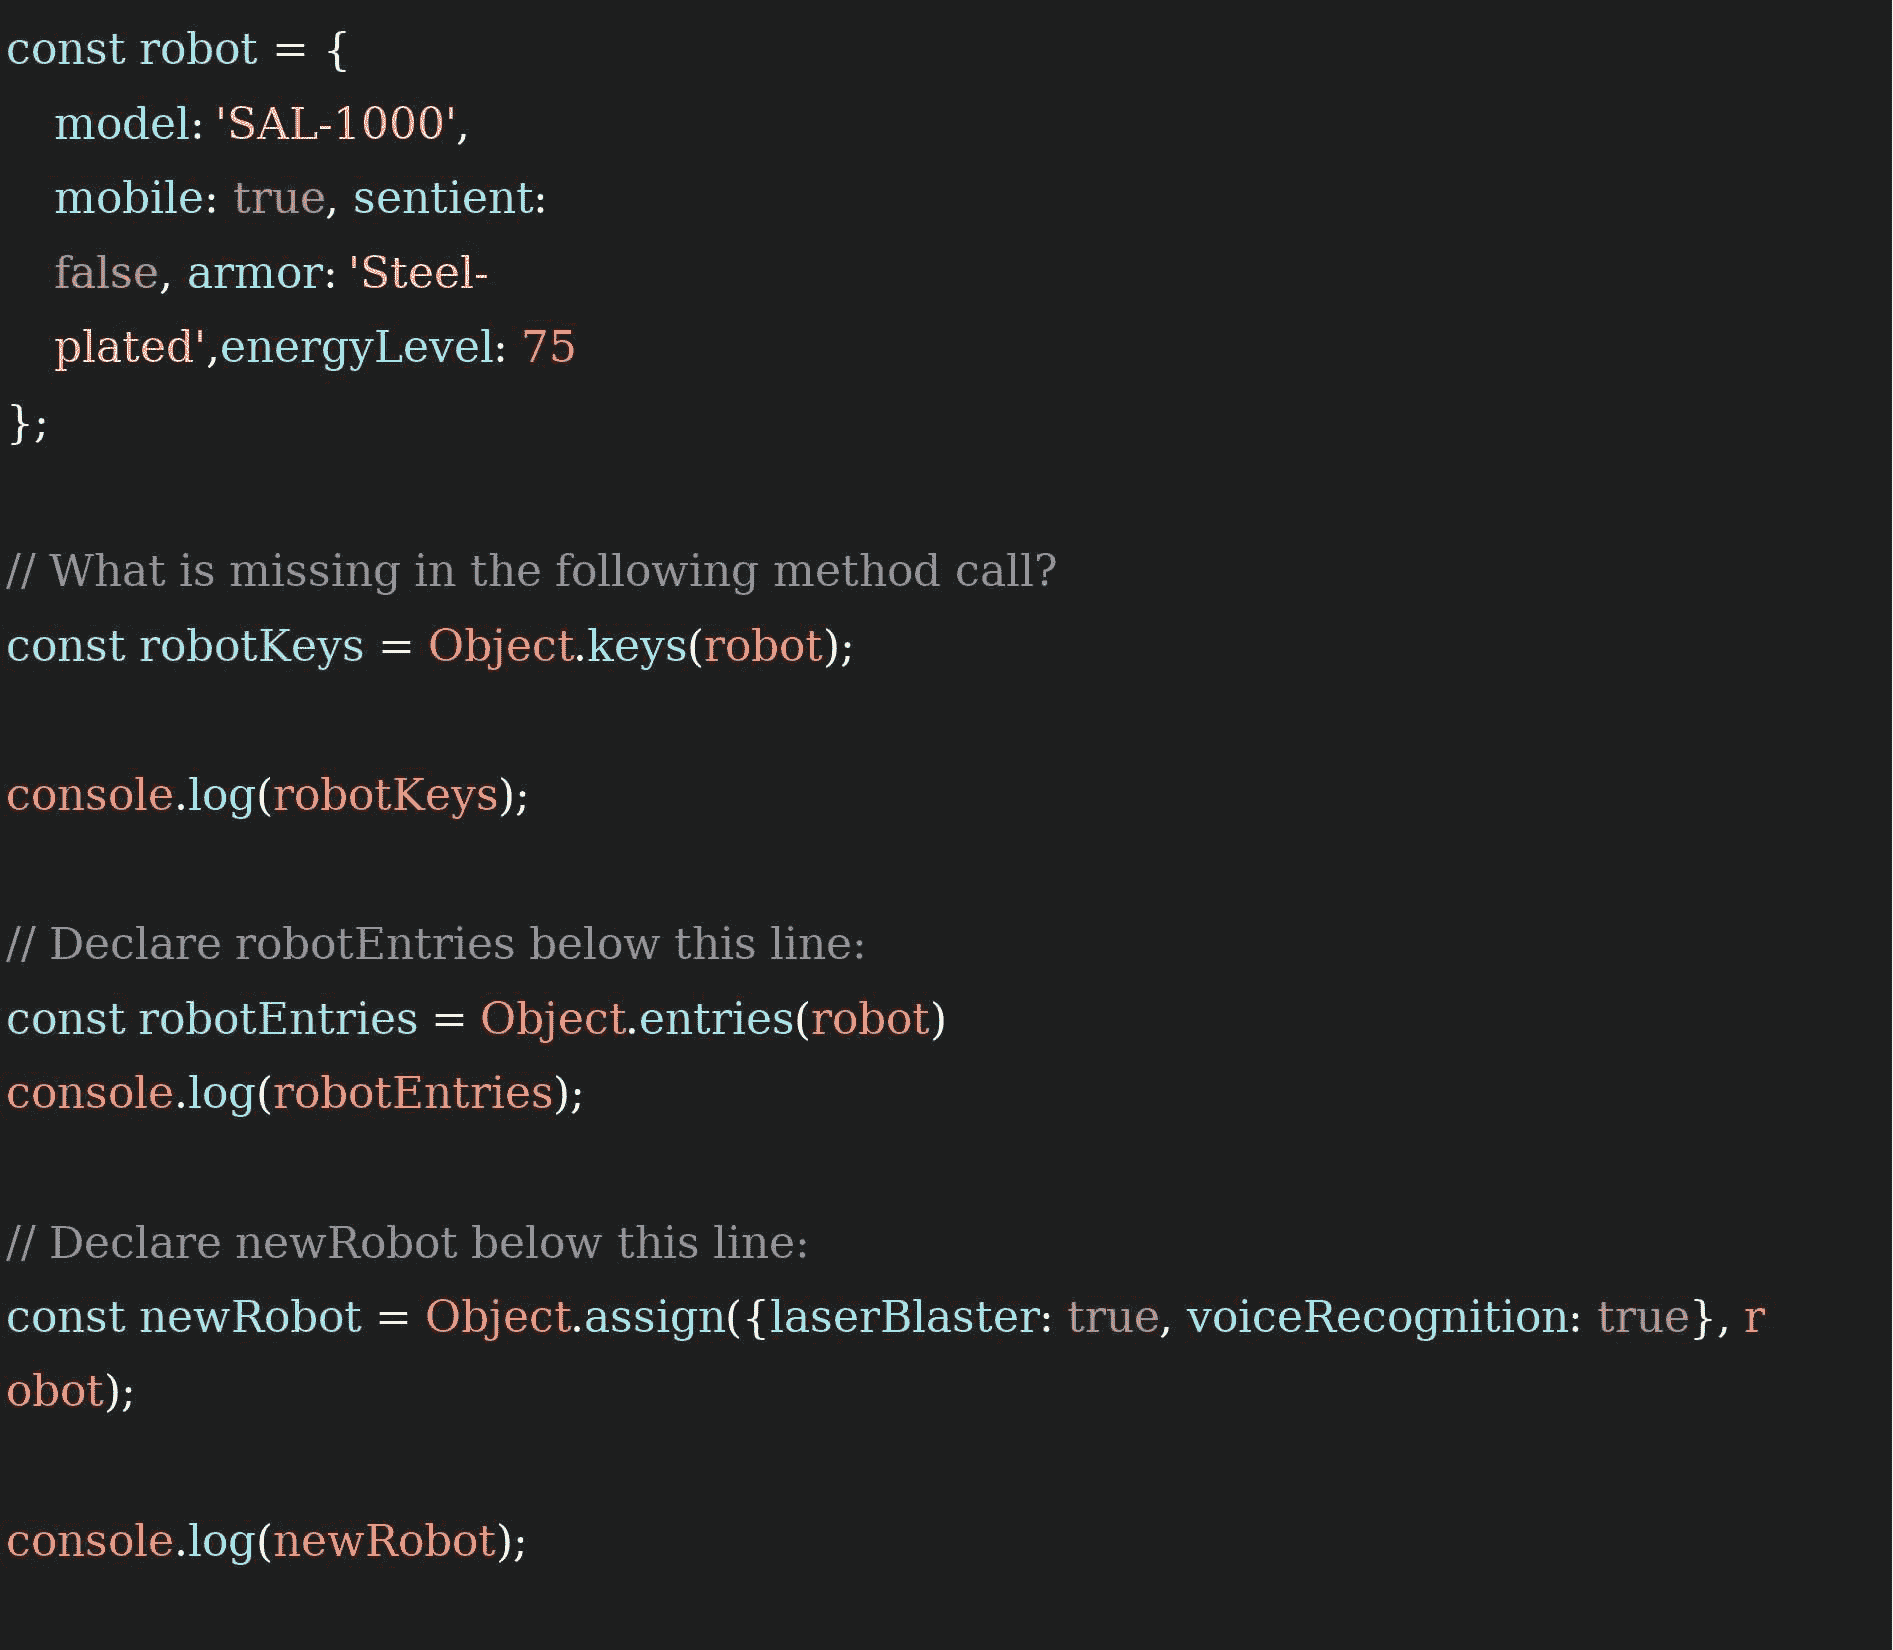 const robot = {
model: 'SAL-1000',
mobile: true, sentient:
false, armor: 'Steel-
plated',energyLevel: 75
};
// What is missing in the following method call?
const robotKeys = Object.keys(robot);
console.log(robotKeys);
// Declare robotEntries below this line:
const robotEntries = Object.entries(robot)
console.log(robotEntries);
// Declare newRobot below this line:
const newRobot = Object.assign({laserBlaster: true, voiceRecognition: true}, r
obot);
console.log(newRobot);